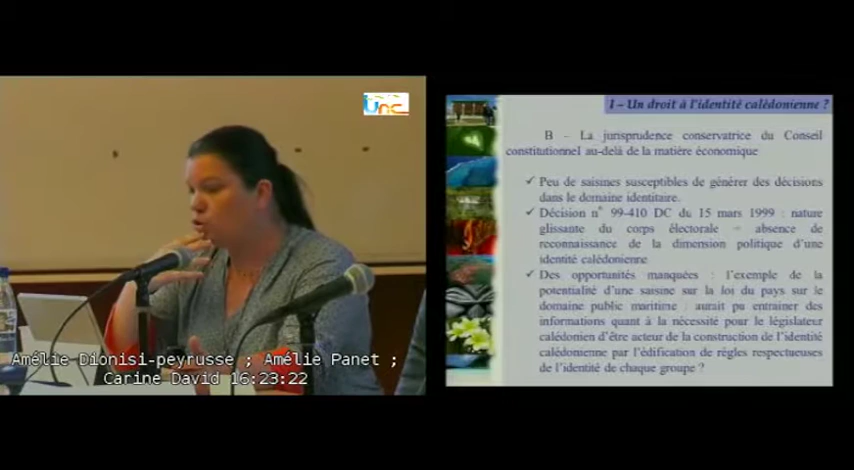 unc
Amélie Dionisi-peyrusse ; Amélie Panet ;
Carine David 16:23:22
I – Un droit à l'identité calédonienne ?
B – La jurisprudence conservatrice du Conseil
constitutionnel au-delà de la matière économique
✓ Peu de saisines susceptibles de générer des décisions
dans le domaine identitaire.
✓ Décision n° 99-410 DC du 15 mars 1999 : nature
glissante du corps électorale – absence de
reconnaissance de la dimension politique d'une
identité calédonienne
✓ Des opportunités manquées : l'exemple de la
potentialité d'une saisine sur la loi du pays sur le
domaine public maritime : aurait pu entrainer des
informations quant à la nécessité pour le législateur
calédonien d'être acteur de la construction de l'identité
calédonienne par l'édification de règles respectueuses
de l'identité de chaque groupe ?